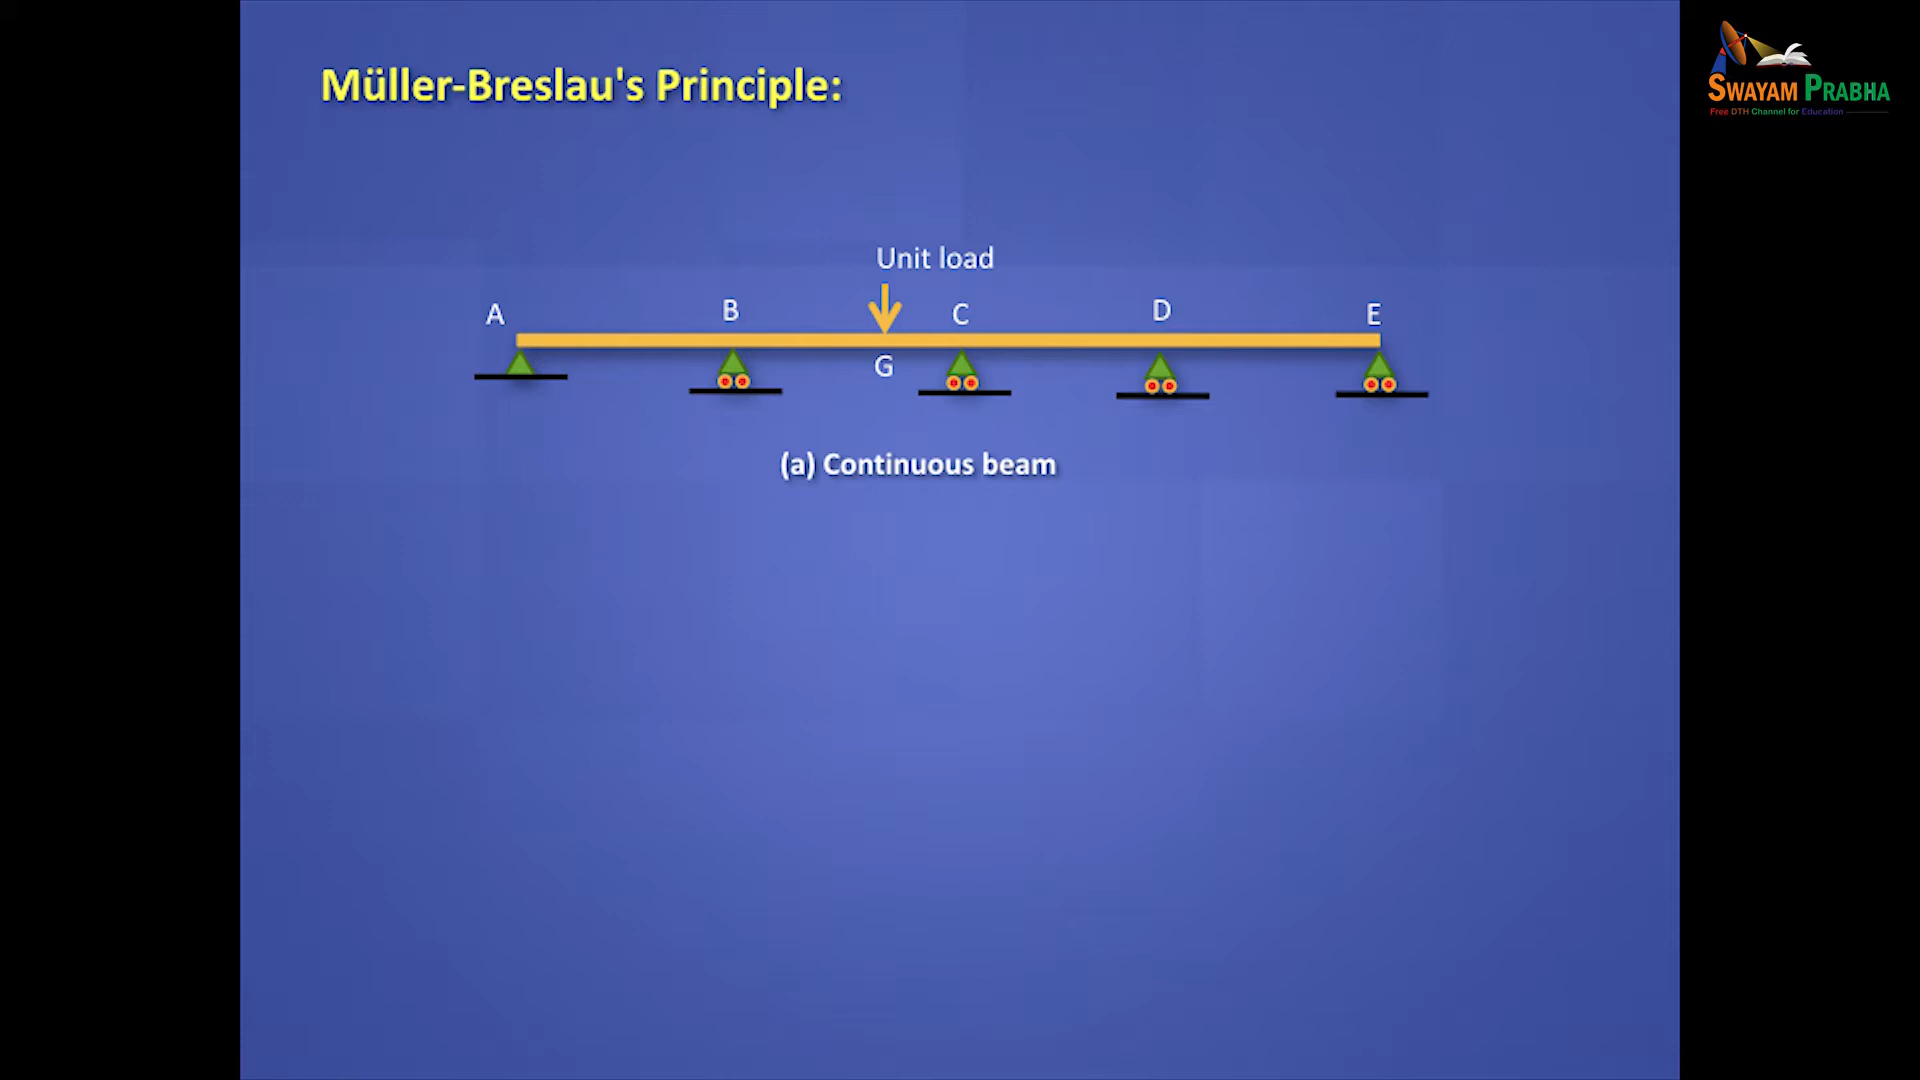 Müller-Breslau's Principle:
SWAYAM PRABHA
Free DTH Channel for Education
Unit load
A B C D E
G
(a) Continuous beam